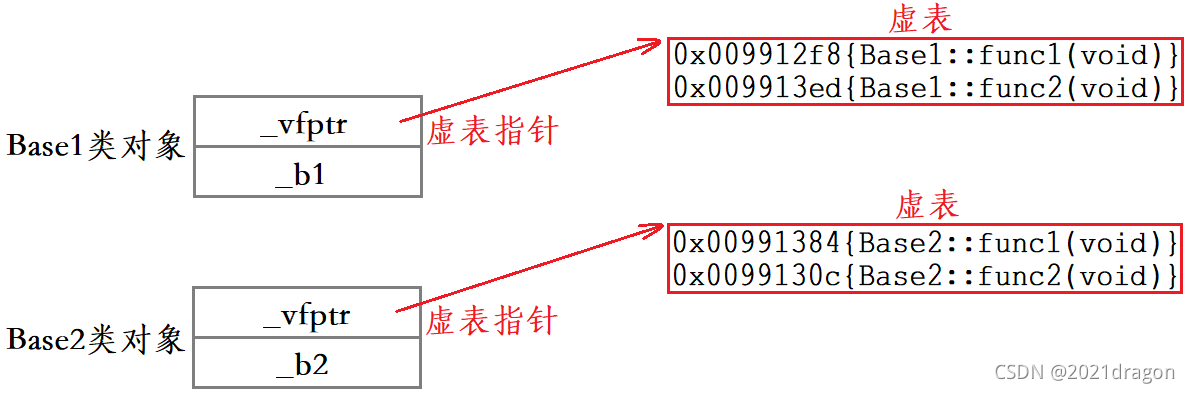 虚表
0x009912f8{Base1::func1(void)}
0x009913ed{Base1::func2(void)}
_vfptr
虚表指针
Base1类对象
_b1
虚表
0x00991384{Base2::func1(void)}
0x0099130c{Base2::func2(void)}
_vfptr
虚表指针
Base2类对象
_b2
CSDN @2021dragon